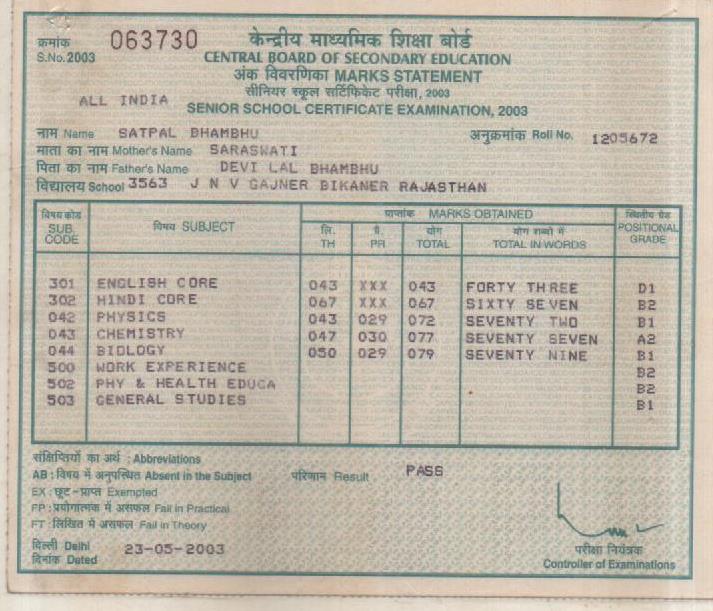 क्रमांक 063730 केन्द्रीय माध्यमिक शिक्षा बोर्ड
S.No. 2003 CENTRAL BOARD OF SECONDARY EDUCATION
अंक विवरणिका MARKS STATEMENT
सीनियर स्कूल सर्टिफिकेट परीक्षा, 2003
ALL INDIA SENIOR SCHOOL CERTIFICATE EXAMINATION, 2003
नाम Name SATPAL BHAMBHU अनुक्रमांक Roll No. 1205672
माता का नाम Mother's Name SARASWATI
पिता का नाम Father's Name DEVI LAL BHAMBHU
विद्यालय School 3563 J N V GAJNER BIKANER RAJASTHAN
विषय कोड SUB. CODE विषय SUBJECT प्राप्तांक MARKS OBTAINED स्थितीय ग्रेड POSITIONAL GRADE
लि. TH प्रै. PR योग TOTAL योग शब्दों में TOTAL IN WORDS
301 ENGLISH CORE 043 XXX 043 FORTY THREE D1
302 HINDI CORE 067 XXX 067 SIXTY SEVEN B2
042 PHYSICS 043 029 072 SEVENTY TWO B1
043 CHEMISTRY 047 030 077 SEVENTY SEVEN A2
044 BIOLOGY 050 029 079 SEVENTY NINE B1
500 WORK EXPERIENCE B2
502 PHY & HEALTH EDUCA B2
503 GENERAL STUDIES B1
संक्षिप्तियों का अर्थ : Abbreviations
AB : विषय में अनुपस्थित Absent in the Subject परिणाम Result PASS
EX : छूट-प्राप्त Exempted
FP : प्रयोगात्मक में असफल Fail in Practical
FT : लिखित में असफल Fail in Theory
दिल्ली Delhi
दिनांक Dated 23-05-2003
परीक्षा नियंत्रक
Controller of Examinations